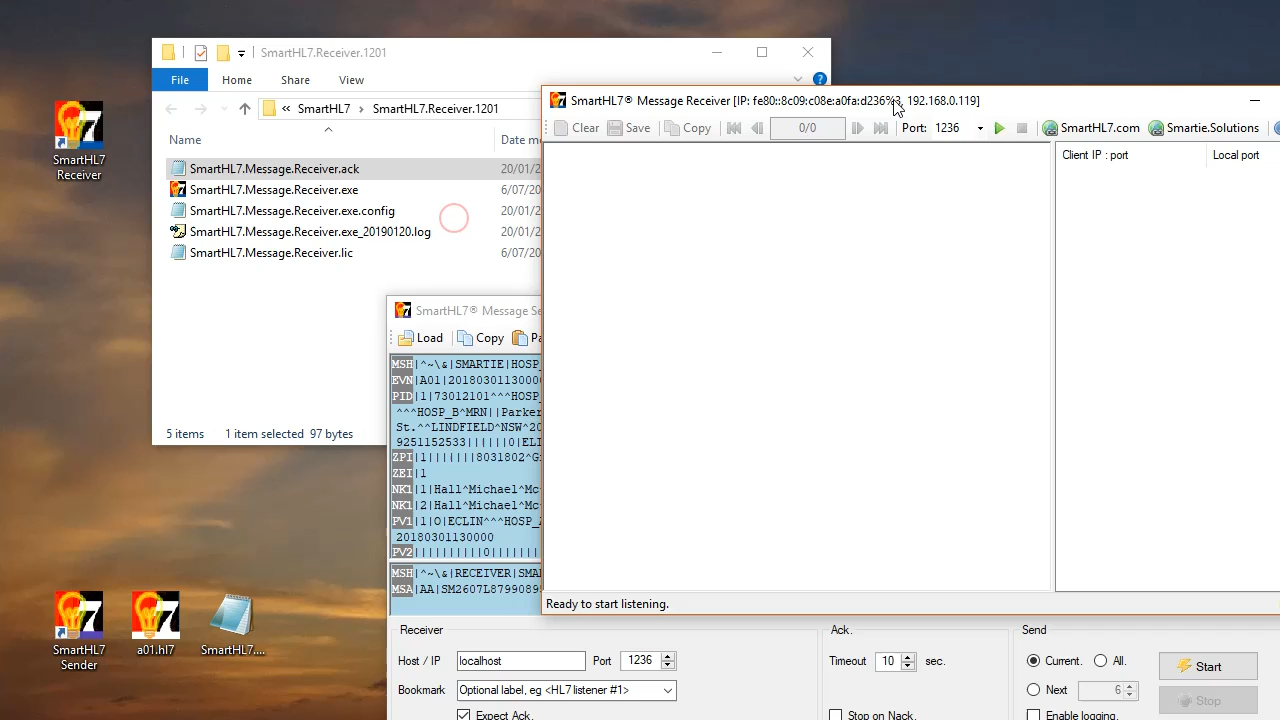 SmartHL7.Receiver.1201
File Home Share View
SmartHL7 SmartHL7.Receiver.1201
Name Date mo
SmartHL7.Message.Receiver.ack 20/01/2
SmartHL7.Message.Receiver.exe 6/07/20
SmartHL7.Message.Receiver.exe.config 20/01/2
SmartHL7.Message.Receiver.exe_20190120.log 20/01/2
SmartHL7.Message.Receiver.lic 6/07/20
5 items 1 item selected 97 bytes
SmartHL7
Receiver
SmartHL7
Sender
a01.hl7
SmartHL7....
SmartHL7® Message Receiver [IP: fe80::8c09:c08e:a0fa:d236%3, 192.168.0.119]
Clear Save Copy 0/0 Port: 1236 SmartHL7.com Smartie.Solutions
Client IP : port Local port
Ready to start listening.
SmartHL7® Message Se
Load Copy Pa
MSH|^~\&|SMARTIE|HOSP_
EVN|A01|20180301130000
PID|1|73012101^^^HOSP_
^^^HOSP_B^MRN||Parker
St.^^LINDFIELD^NSW^20
9251152533||||||0|ELI
ZPI|1|||||||8031802^G
ZEI|1
NK1|1|Hall^Michael^Mc
NK1|2|Hall^Michael^Mc
PV1|1|O|ECLIN^^^HOSP_
20180301130000
PV2||||||||||0|||||||
MSH|^~\&|RECEIVER|SMA
MSA|AA|SM2607L8799089
Receiver
Host / IP localhost Port 1236
Bookmark Optional label, eg <HL7 listener #1>
Expect Ack.
Ack.
Timeout 10 sec.
Stop on Nack.
Send
Current. All. Start
Next 6 Stop
Enable logging.